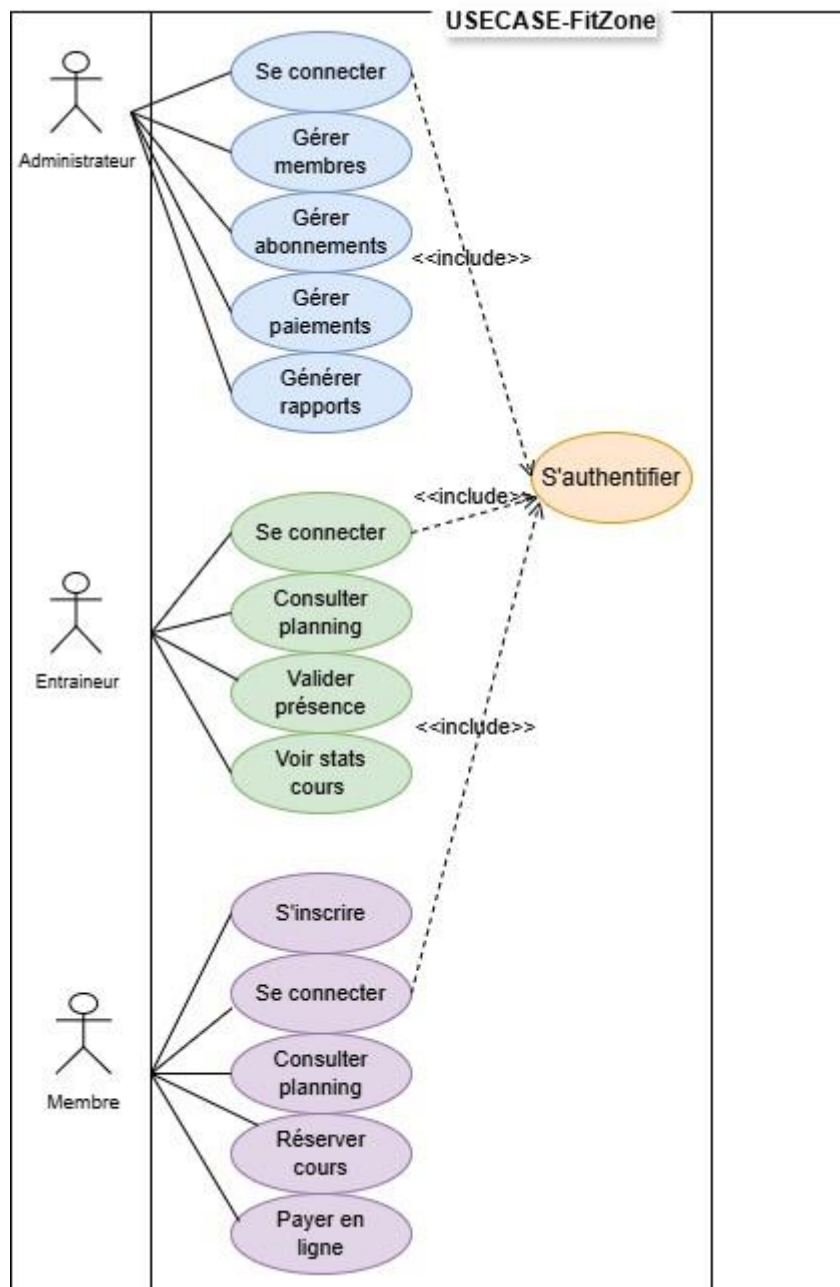 USECASE-FitZone
Se connecter
Gérer
membres
Administrateur
Gérer
abonnements
<<include>>
Gérer
paiements
Générer
rapports
S'authentifier
<<include>>
Se connecter
Consulter
planning
Entraineur
Valider
présence
<<include>>
Voir stats
cours
S'inscrire
Se connecter
Consulter
planning
Membre
Réserver
cours
Payer en
ligne